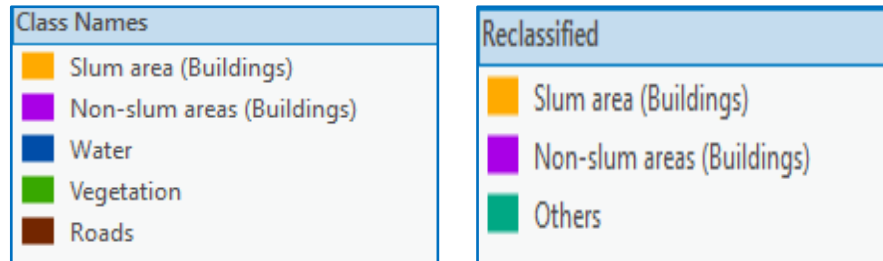 Class Names
Slum area (Buildings)
Non-slum areas (Buildings)
Water
Vegetation
Roads
Reclassified
Slum area (Buildings)
Non-slum areas (Buildings)
Others